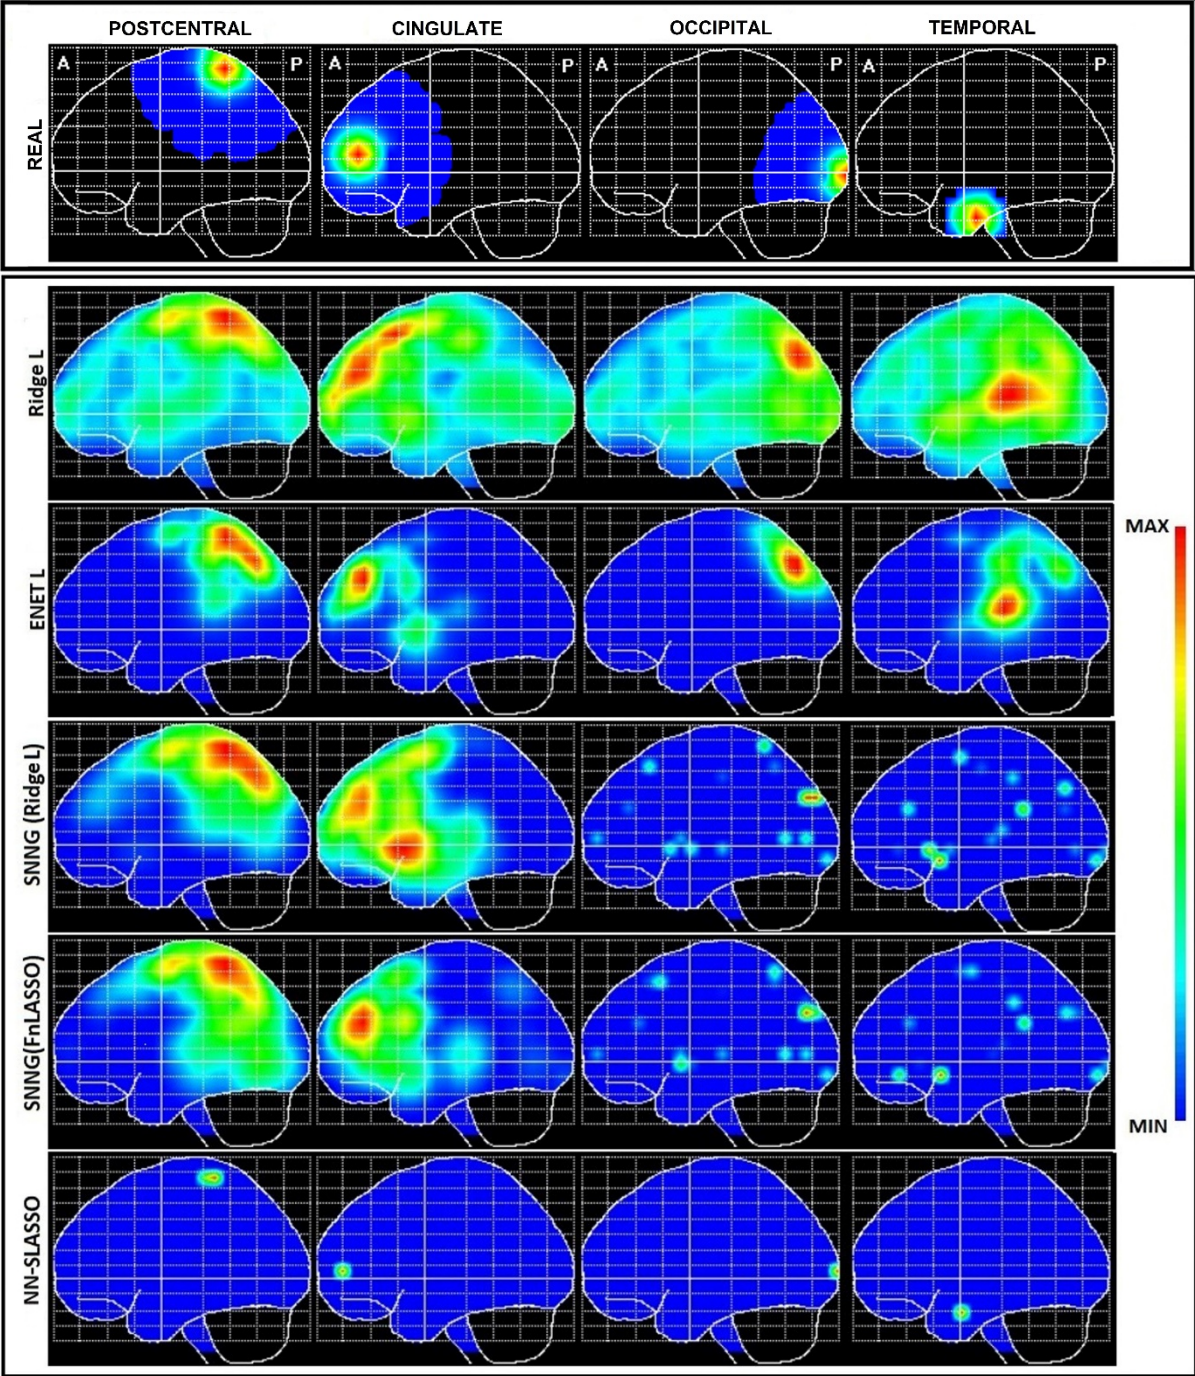 POSTCENTRAL CINGULATE OCCIPITAL TEMPORAL
REAL
A P A P A P A P
Ridge L
ENET L
SNNG (Ridge L)
SNNG(FnLASSO)
NN-SLASSO
MAX
MIN